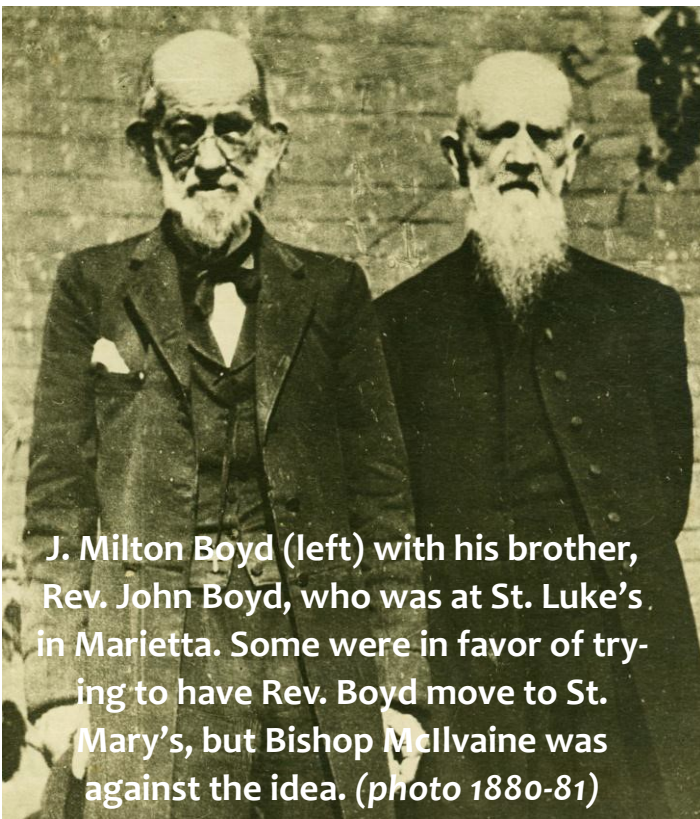 J. Milton Boyd (left) with his brother,
Rev. John Boyd, who was at St. Luke’s
in Marietta. Some were in favor of try-
ing to have Rev. Boyd move to St.
Mary’s, but Bishop McIlvaine was
against the idea. (photo 1880-81)